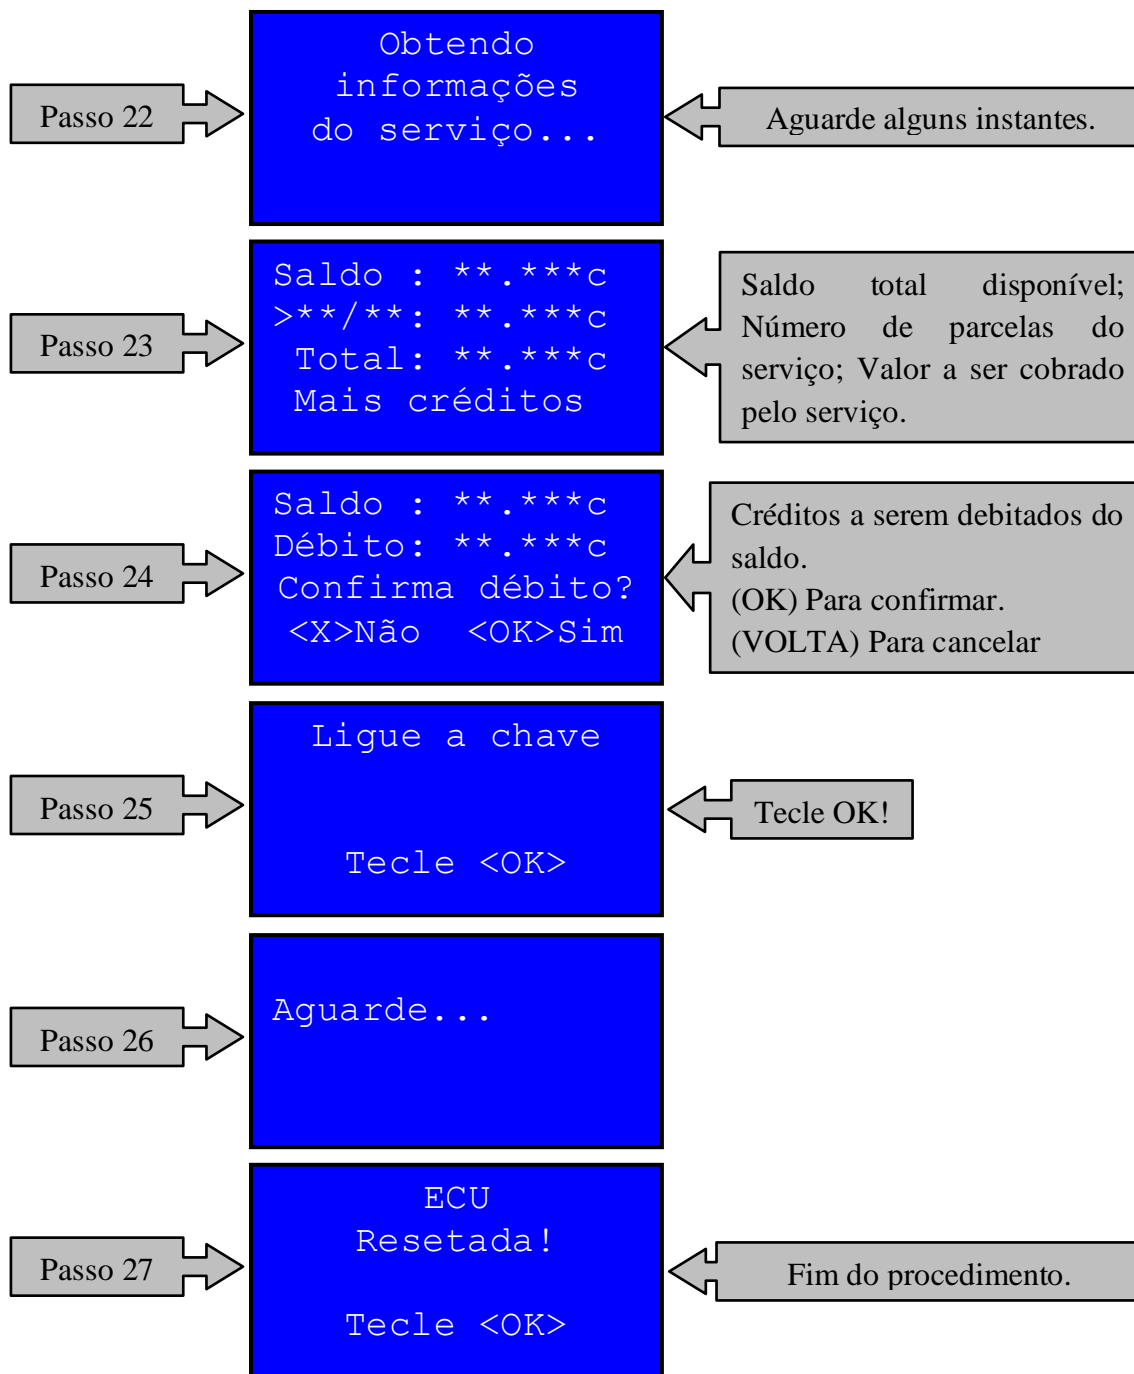 Passo 22
Obtendo
informações
do serviço...
Aguarde alguns instantes.
Passo 23
Saldo : **.***c
>**/**: **.***c
Total: **.***c
Mais créditos
Saldo total disponível;
Número de parcelas do
serviço; Valor a ser cobrado
pelo serviço.
Passo 24
Saldo : **.***c
Débito: **.***c
Confirma débito?
<X>Não <OK>Sim
Créditos a serem debitados do
saldo.
(OK) Para confirmar.
(VOLTA) Para cancelar
Passo 25
Ligue a chave
Tecle <OK>
Tecle OK!
Passo 26
Aguarde...
Passo 27
ECU
Resetada!
Tecle <OK>
Fim do procedimento.